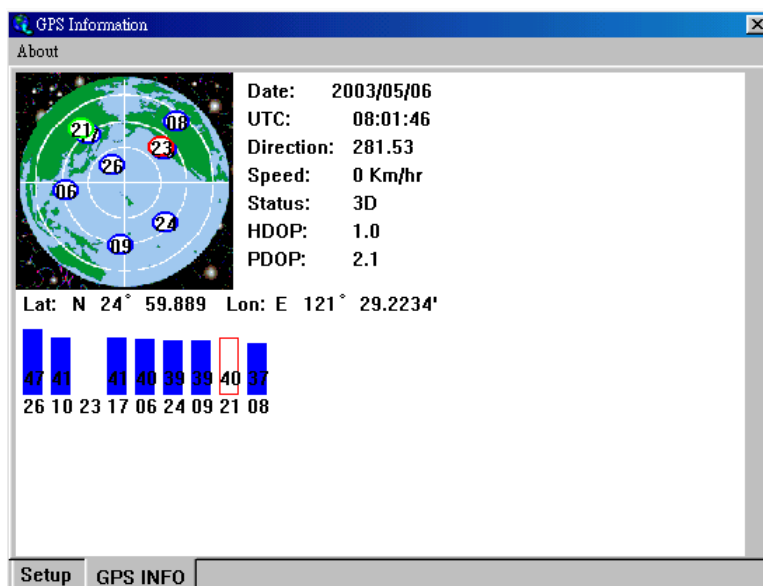 GPS Information
About
Date: 2003/05/06
UTC: 08:01:46
Direction: 281.53
Speed: 0 Km/hr
Status: 3D
HDOP: 1.0
PDOP: 2.1
21
08
23
26
06
24
09
Lat: N 24° 59.889 Lon: E 121° 29.2234'
47 41 41 40 39 39 40 37
26 10 23 17 06 24 09 21 08
Setup GPS INFO